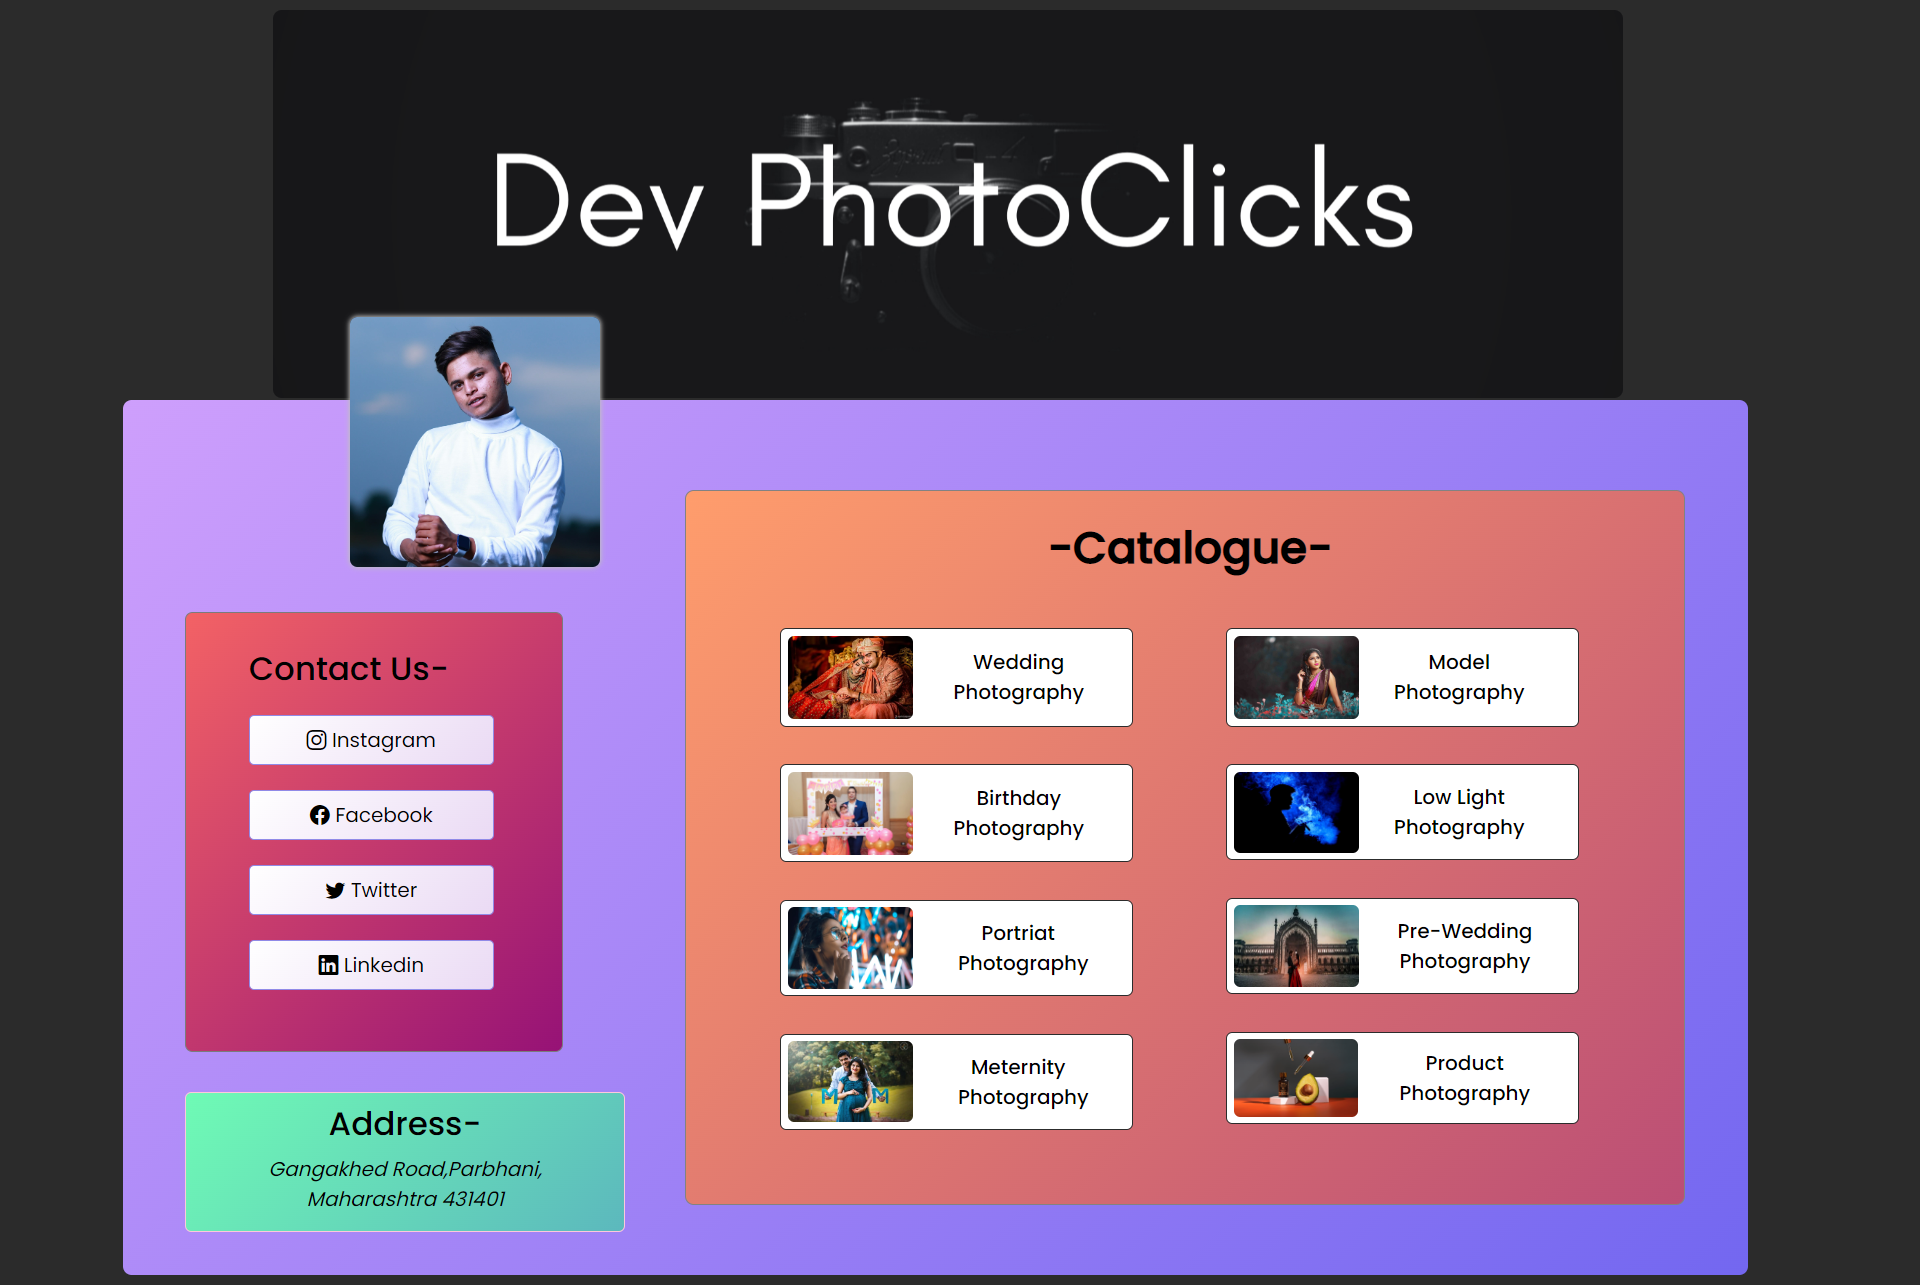 Dev PhotoClicks
Contact Us-
Instagram
Facebook
Twitter
Linkedin
Address-
Gangakhed Road,Parbhani,
Maharashtra 431401
-Catalogue-
Wedding
Photography
Model
Photography
Birthday
Photography
Low Light
Photography
Portriat
Photography
Pre-Wedding
Photography
Meternity
Photography
Product
Photography